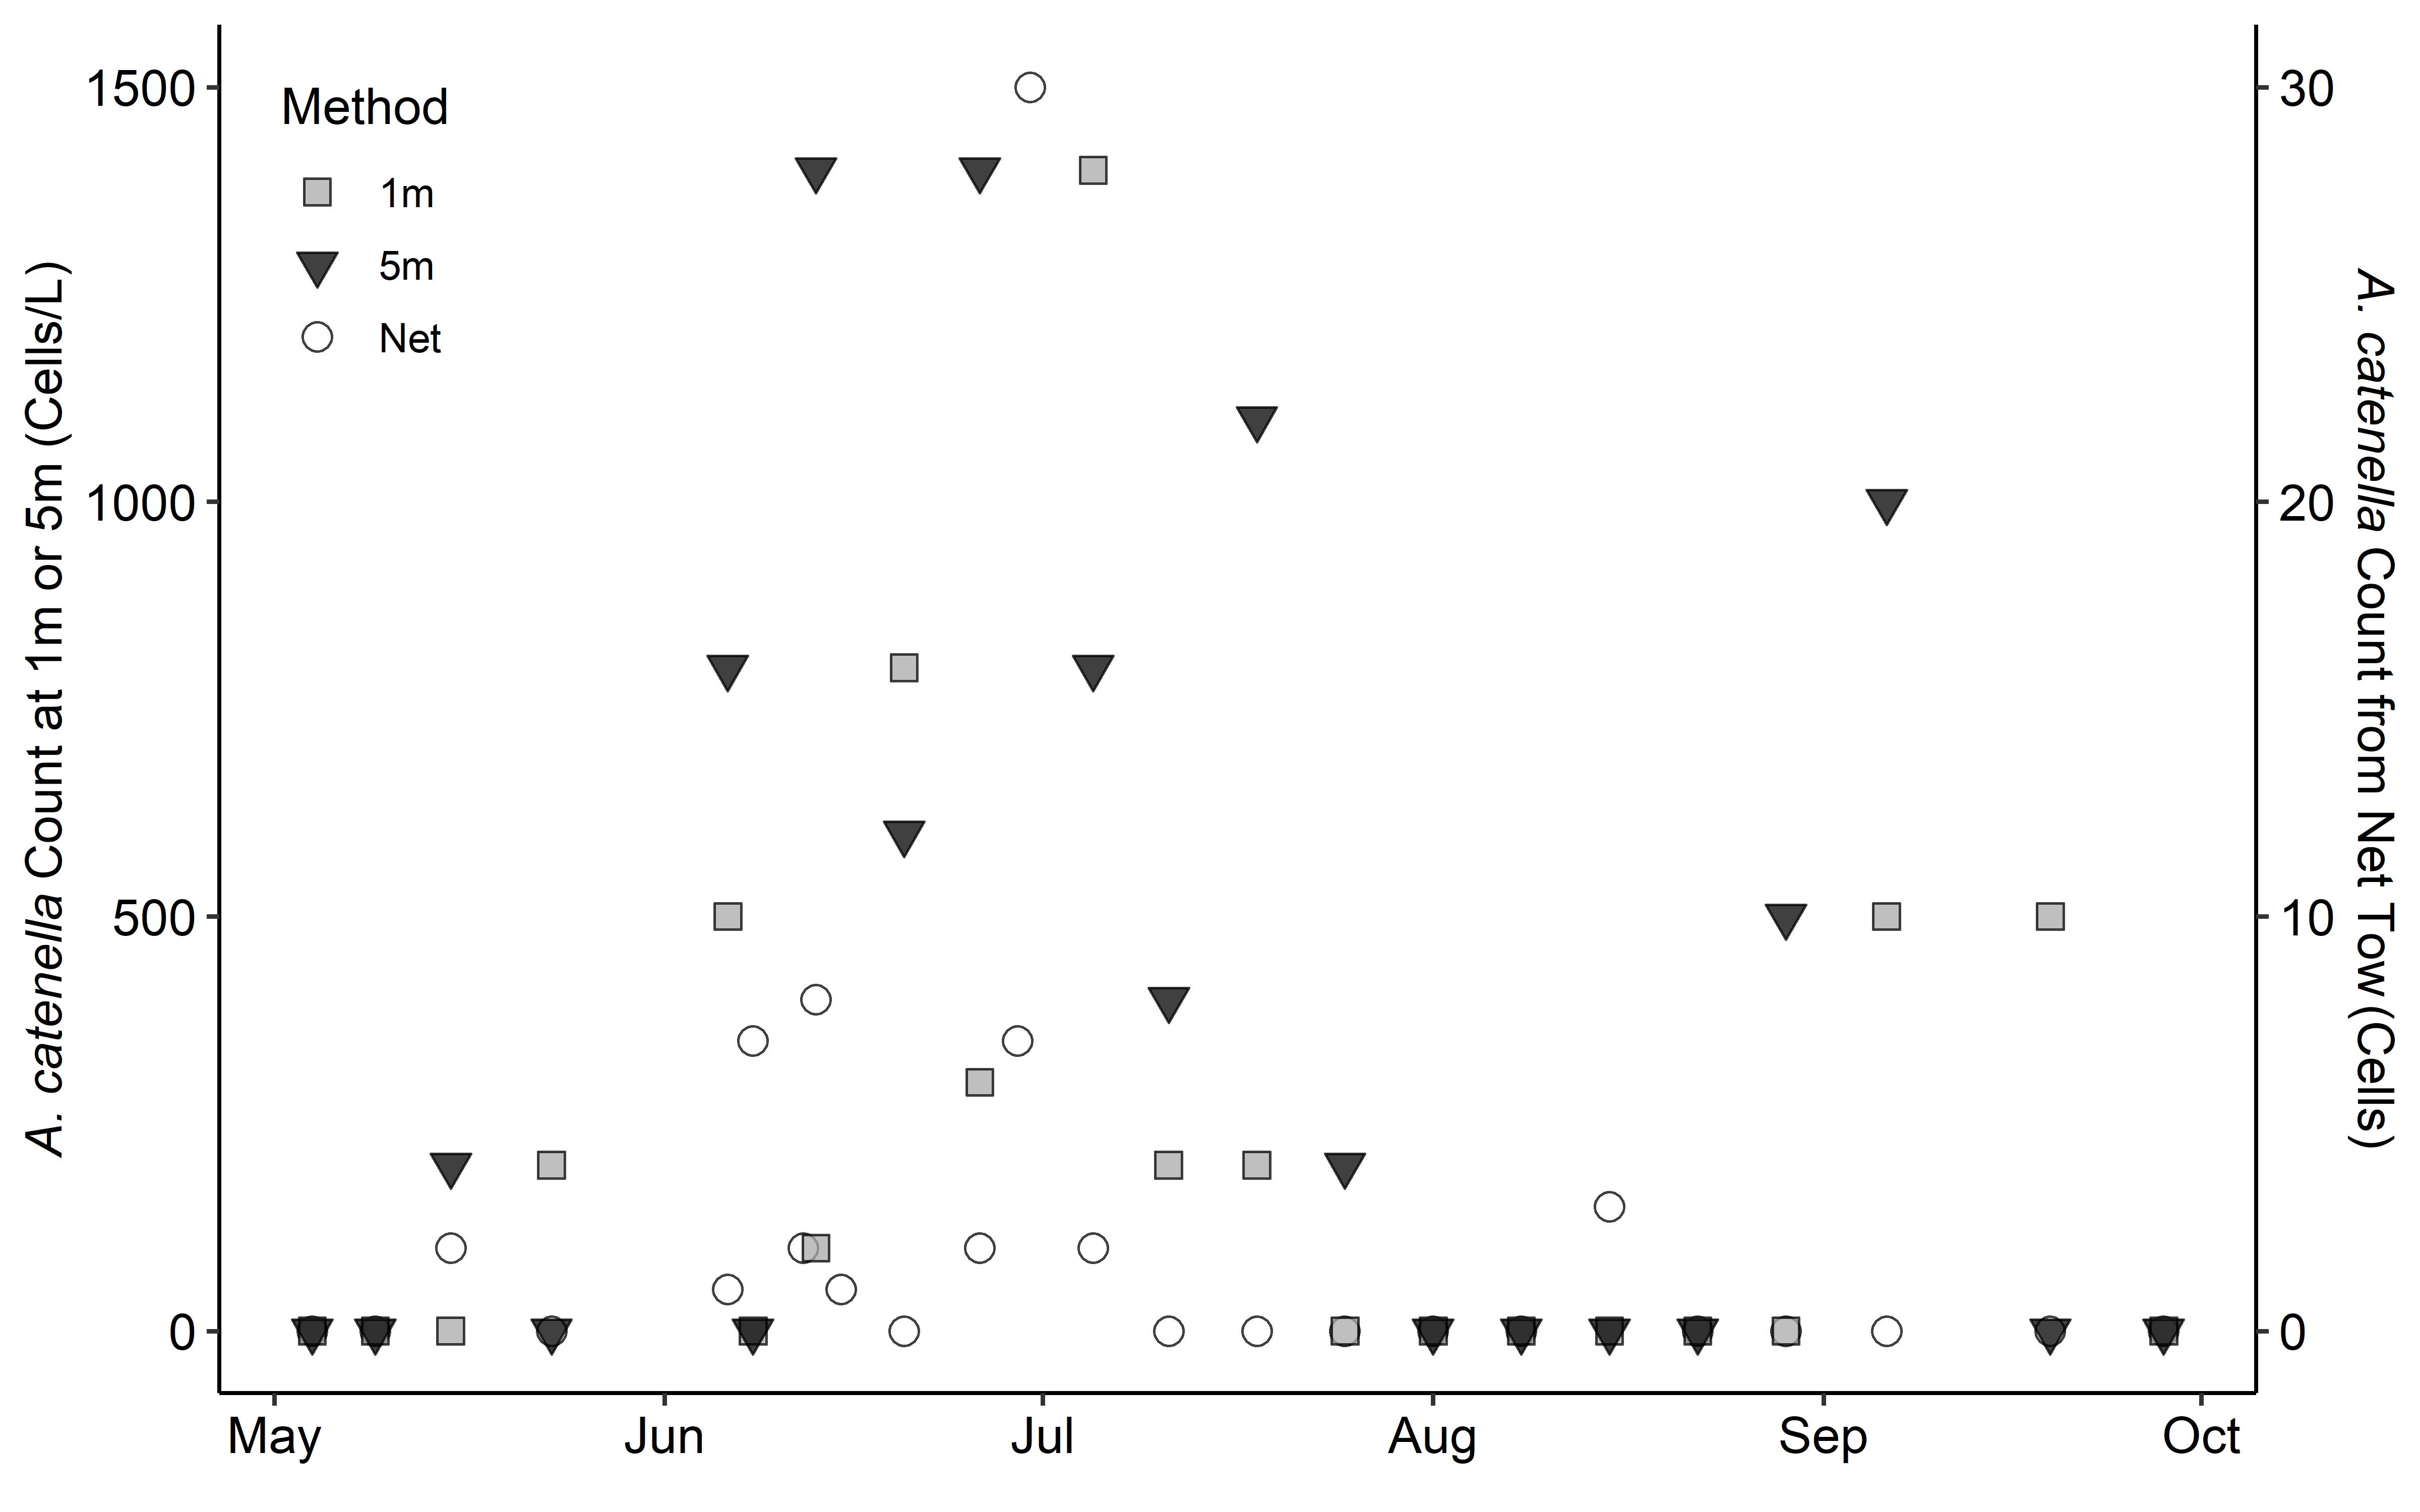 A. catenella Count at 1m or 5m (Cells/L)
1500
1000
500
0
Method
1m
5m
Net
30
20
10
0
A. catenella Count from Net Tow (Cells)
May Jun Jul Aug Sep Oct